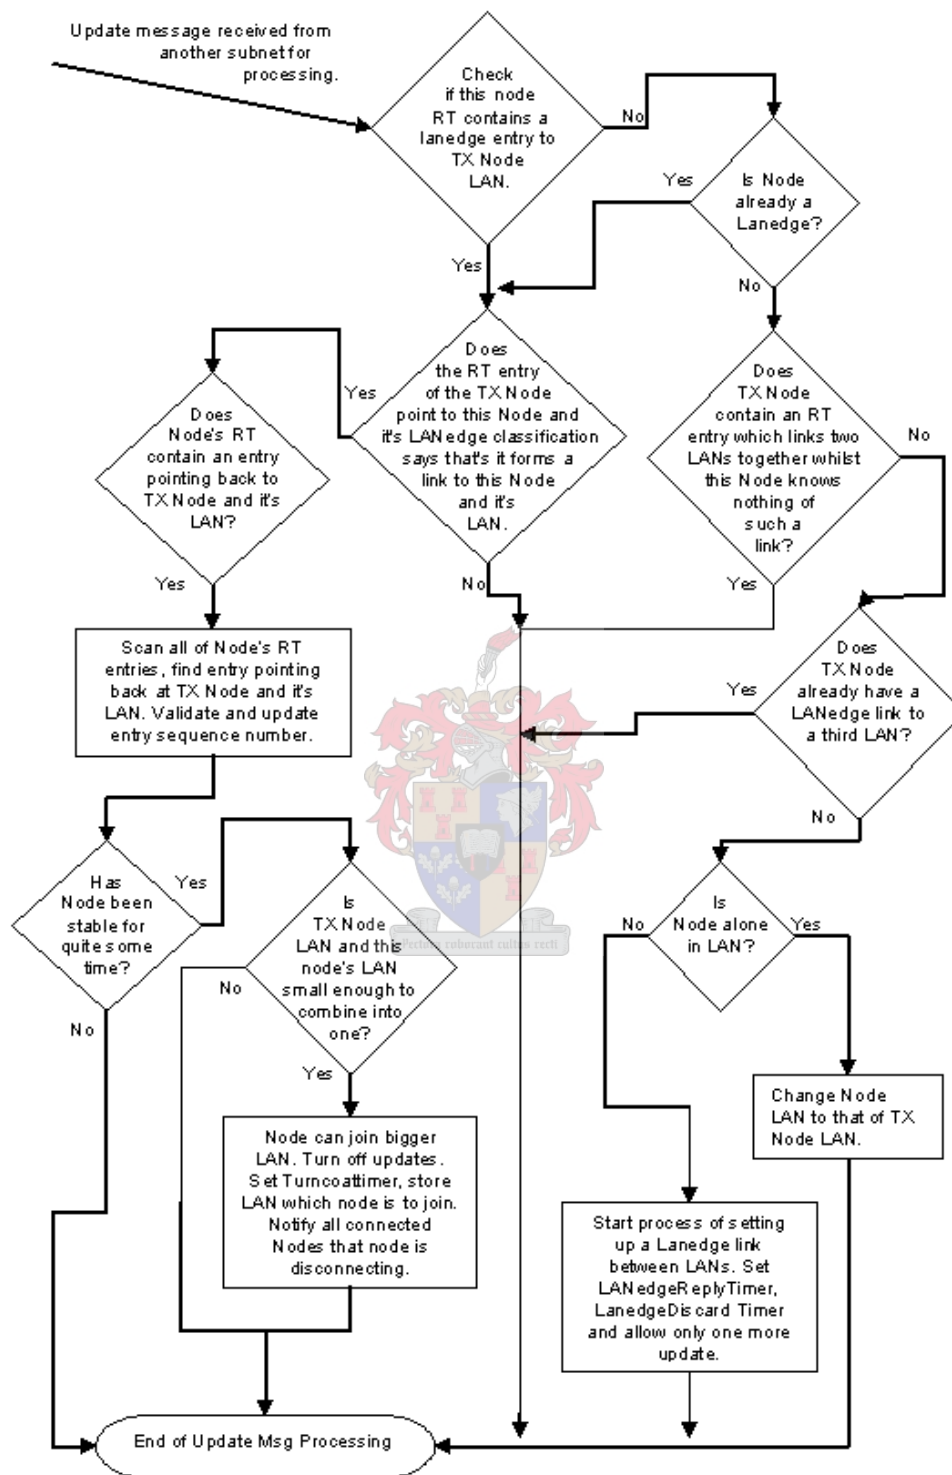 Update message received from
another subnet for
processing.
Check
if this node
RT contains a
lanedge entry to
TX Node
LAN.
No
Yes
Is Node
already a
Lanedge?
Yes
No
Does
the RT entry
of the TX Node
point to this Node and
it's LANedge classification
says that's it forms a
link to this Node
and it's
LAN.
Yes
No
Does
TX Node
contain an RT
entry which links two
LANs together whilst
this Node knows
nothing of
such a
link?
No
Yes
Does
Node's RT
contain an entry
pointing back to
TX Node and it's
LAN?
Yes
Scan all of Node's RT
entries, find entry pointing
back at TX Node and it's
LAN. Validate and update
entry sequence number.
Does
TX Node
already have a
LANedge link to
a third LAN?
Yes
No
Has
Node been
stable for
quite some
time?
Yes
No
Is
TX Node
LAN and this
node's LAN
small enough to
combine into
one?
No
Yes
Pectora roborant cultus recti
Is
Node alone
in LAN?
No
Yes
Change Node
LAN to that of TX
Node LAN.
Node can join bigger
LAN. Turn off updates.
Set Turncoattimer, store
LAN which node is to join.
Notify all connected
Nodes that node is
disconnecting.
Start process of setting
up a Lanedge link
between LANs. Set
LANedgeReplyTimer,
LanedgeDiscard Timer
and allow only one more
update.
End of Update Msg Processing